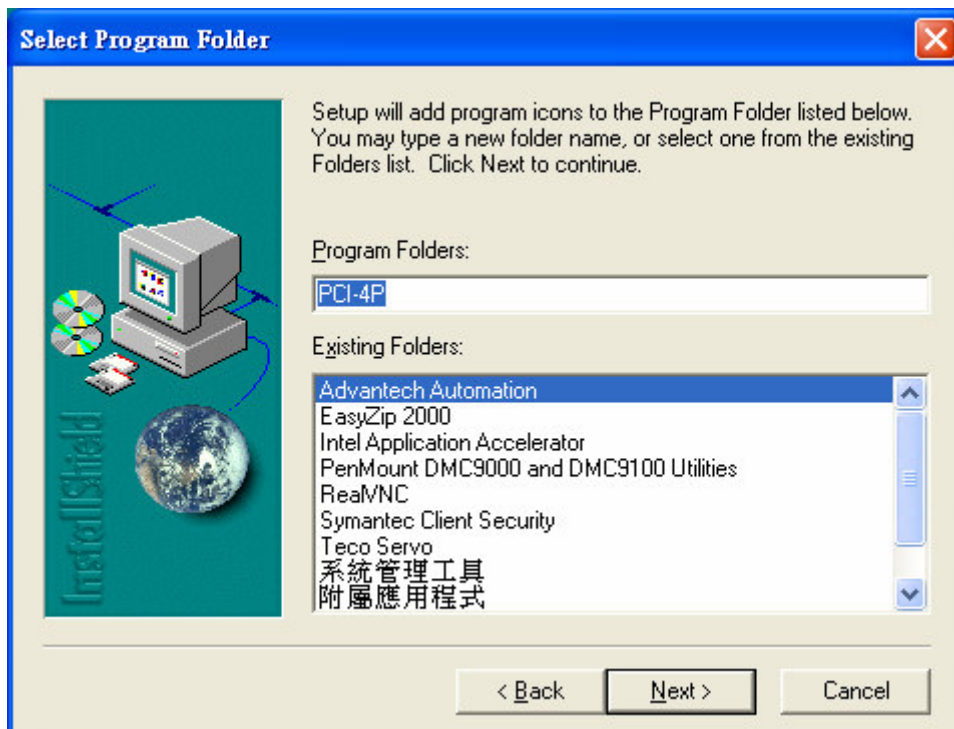 Select Program Folder
Setup will add program icons to the Program Folder listed below.
You may type a new folder name, or select one from the existing
Folders list. Click Next to continue.
Program Folders:
PCI-4P
Existing Folders:
Advantech Automation
EasyZip 2000
Intel Application Accelerator
PenMount DMC9000 and DMC9100 Utilities
RealVNC
Symantec Client Security
Teco Servo
系統管理工具
附屬應用程式
InstallShield
< Back
Next >
Cancel